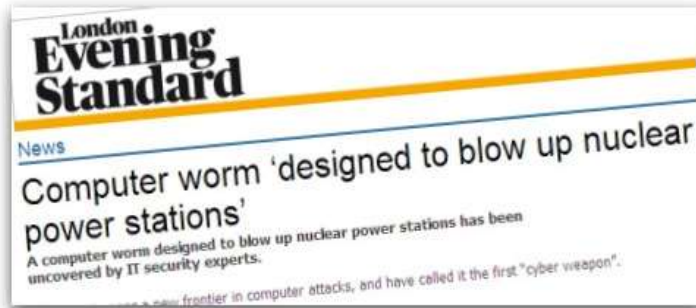 London
Evening
Standard
News
Computer worm 'designed to blow up nuclear
power stations'
A computer worm designed to blow up nuclear power stations has been
uncovered by IT security experts.
new frontier in computer attacks, and have called it the first "cyber weapon".